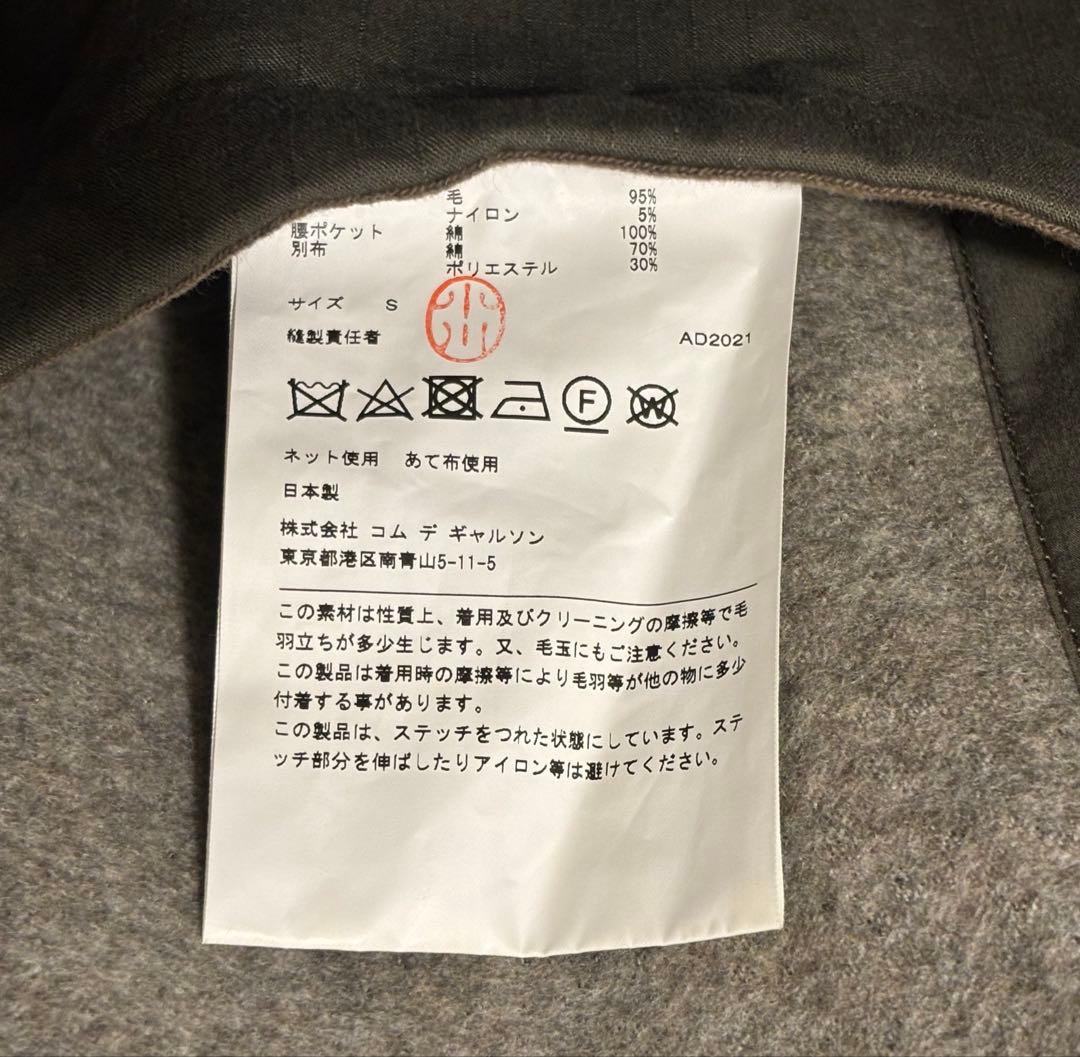 毛 95%
ナイロン 5%
腰ポケット 綿 100%
別布 綿 70%
ポリエステル 30%
サイズ S
縫製責任者 AD2021
F W
ネット使用 あて布使用
日本製
株式会社 コム デ ギャルソン
東京都港区南青山5-11-5
この素材は性質上、着用及びクリーニングの摩擦等で毛
羽立ちが多少生じます。又、毛玉にもご注意ください。
この製品は着用時の摩擦等により毛羽等が他の物に多少
付着する事があります。
この製品は、ステッチをつれた状態にしています。ステ
ッチ部分を伸ばしたりアイロン等は避けてください。